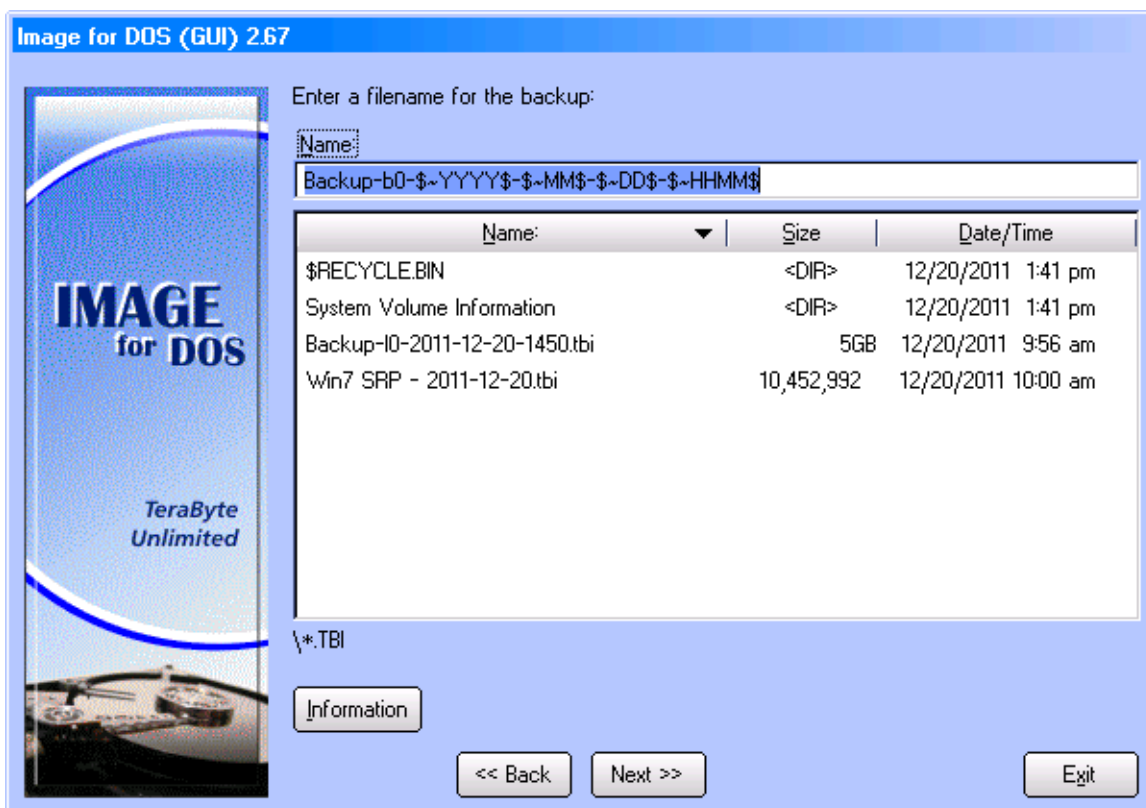 Image for DOS (GUI) 2.67
Enter a filename for the backup:
Name:
Backup-b0-$~YYYY$-$~MM$-$~DD$-$~HHMM$
Name: Size Date/Time
$RECYCLE.BIN <DIR> 12/20/2011 1:41 pm
System Volume Information <DIR> 12/20/2011 1:41 pm
Backup-l0-2011-12-20-1450.tbi 5GB 12/20/2011 9:56 am
Win7 SRP - 2011-12-20.tbi 10,452,992 12/20/2011 10:00 am
IMAGE
for DOS
TeraByte
Unlimited
\*.TBI
Information
<< Back Next >> Exit